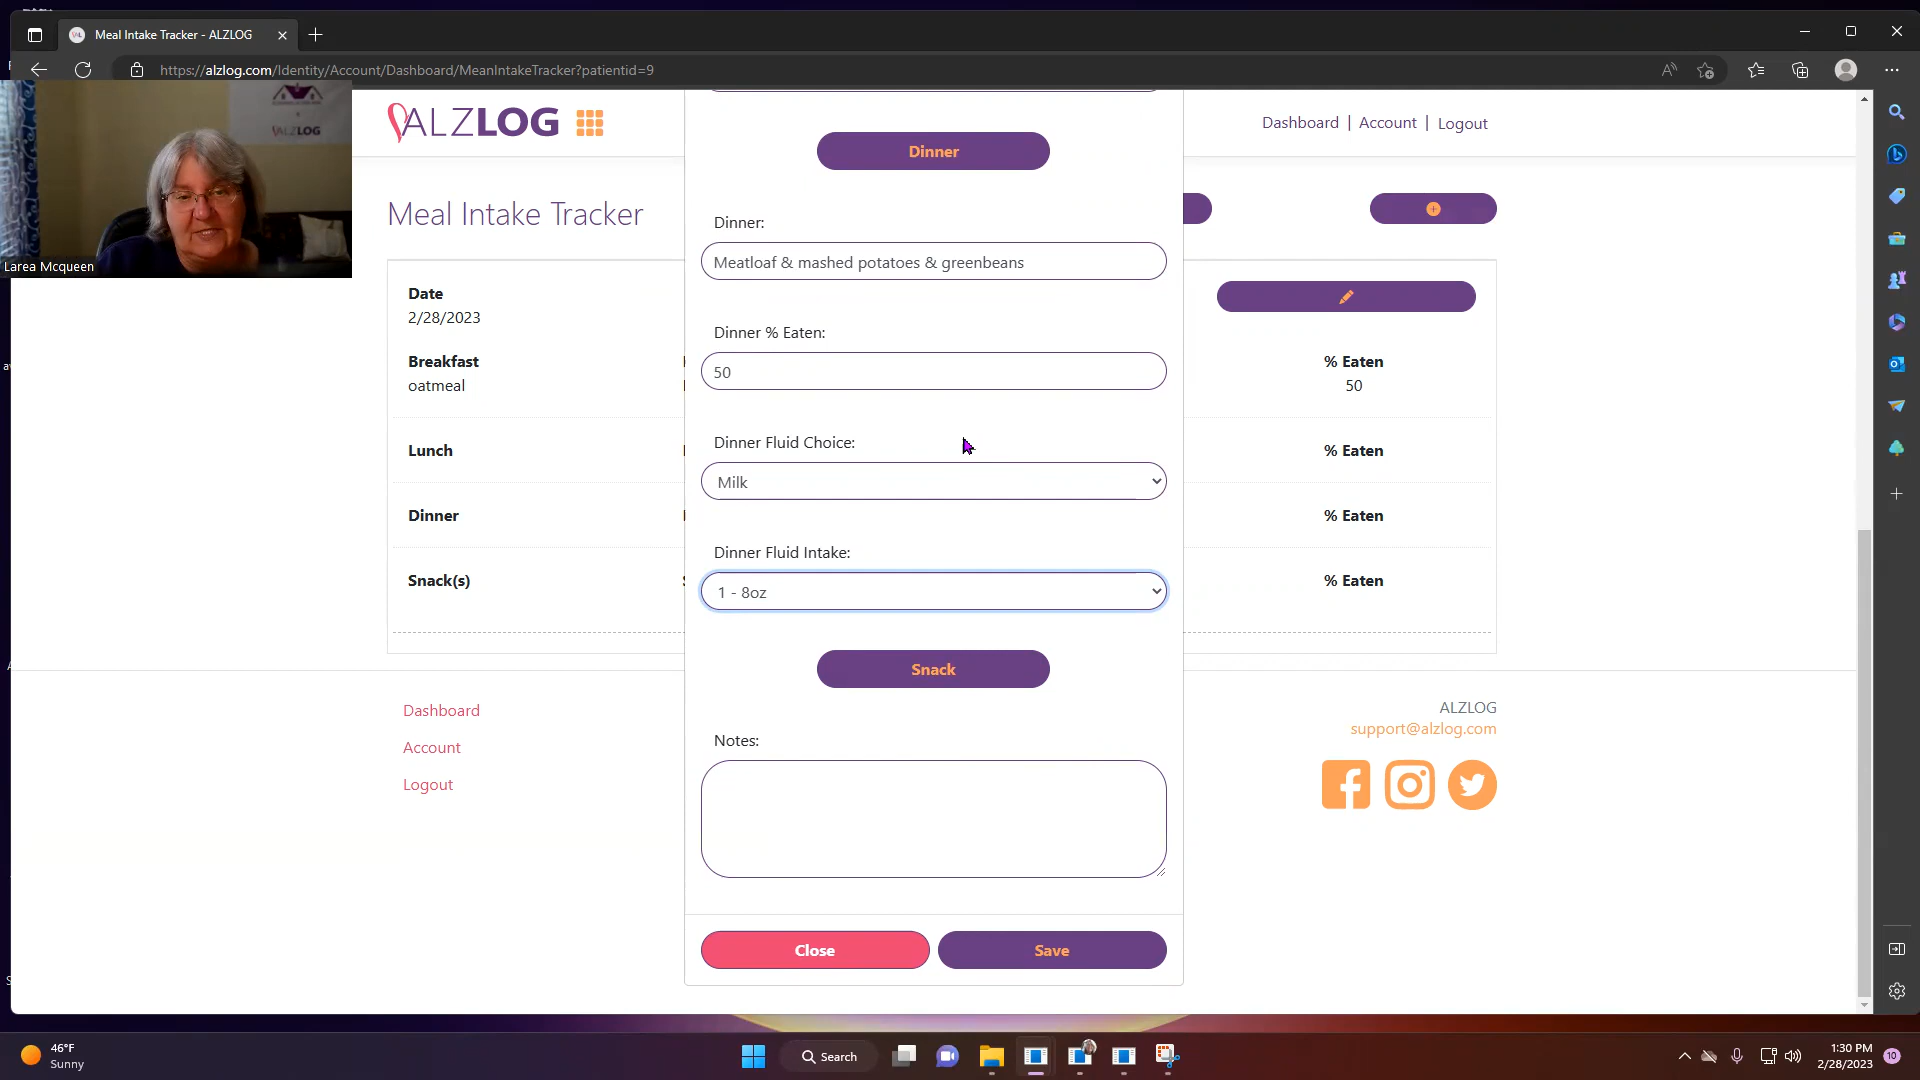 Meal Intake Tracker - ALZLOG
https://alzlog.com/Identity/Account/Dashboard/MeanIntakeTracker?patientid=9
ALZLOG
Larea Mcqueen
ALZLOG
Dashboard | Account | Logout
Meal Intake Tracker
Date
2/28/2023
Breakfast
oatmeal
% Eaten
50
Lunch
% Eaten
Dinner
% Eaten
Snack(s)
% Eaten
Dinner
Dinner:
Meatloaf & mashed potatoes & greenbeans
Dinner % Eaten:
50
Dinner Fluid Choice:
Milk
Dinner Fluid Intake:
1 - 8oz
Snack
Notes:
Close
Save
Dashboard
Account
Logout
ALZLOG
support@alzlog.com
46°F
Sunny
Search
1:30 PM
2/28/2023
10